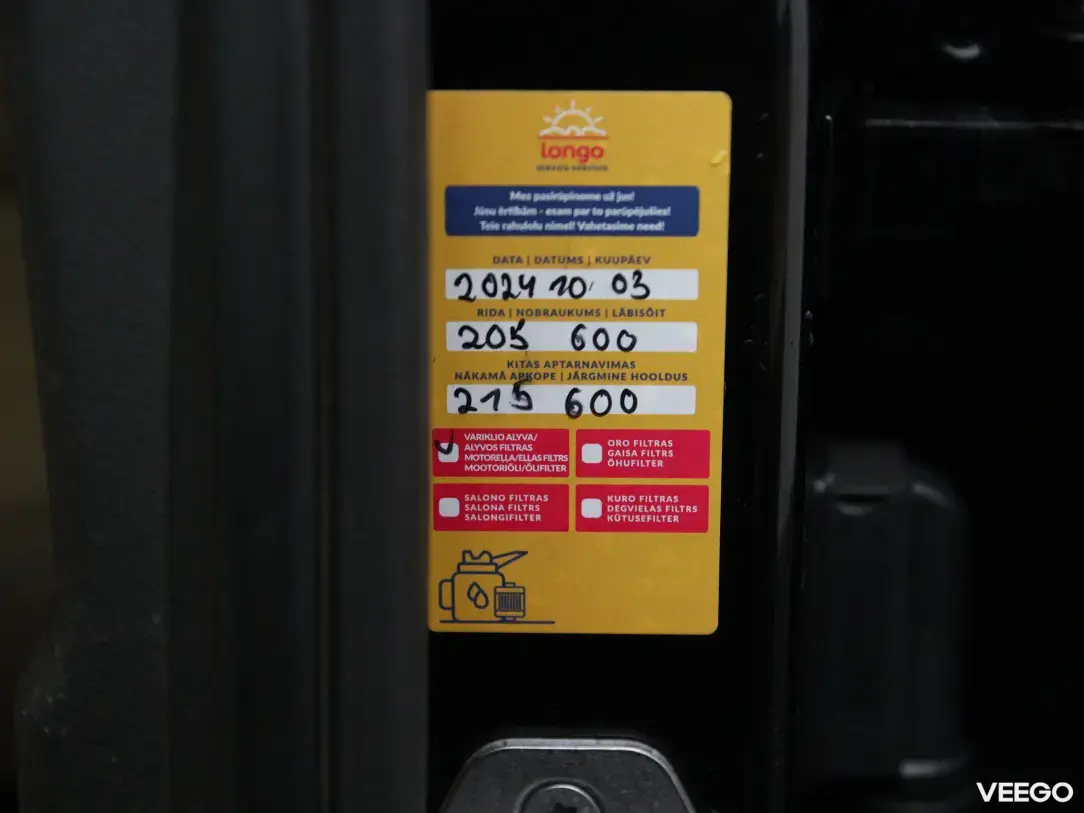 longo
Mes pasirūpinome už jus!
Jūsu ērtībām - esam par to parūpējušies!
Teie rahulolu nimel! Vahetasime need!
DATA | DATUMS | KUUPÄEV
2024 10 03
RIDA | NOBRAUKUMS | LÄBISÕIT
205 600
KITAS APTARNAVIMAS
NĀKAMĀ APKOPE | JÄRGMINE HOOLDUS
215 600
VARIKLIO ALYVA/
ALYVOS FILTRAS
MOTOREĻĻA/EĻĻAS FILTRS
MOOTORIÕLI/ÕLIFILTER
ORO FILTRAS
GAISA FILTRS
ÕHUFILTER
SALONO FILTRAS
SALONA FILTRS
SALONGIFILTER
KURO FILTRAS
DEGVIELAS FILTRS
KÜTUSEFILTER
VEEGO